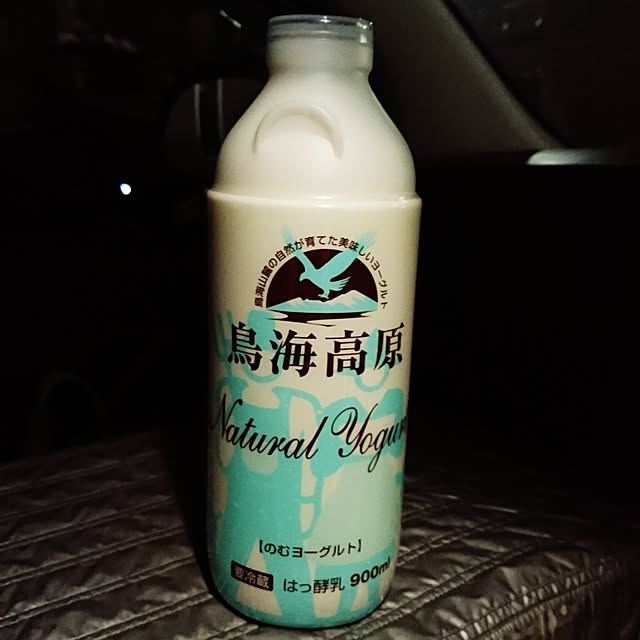 鳥海山麓の自然が育てた美味しいヨーグルト
鳥海高原
Natural Yogur
【のむヨーグルト】
要冷蔵 はっ酵乳 900ml